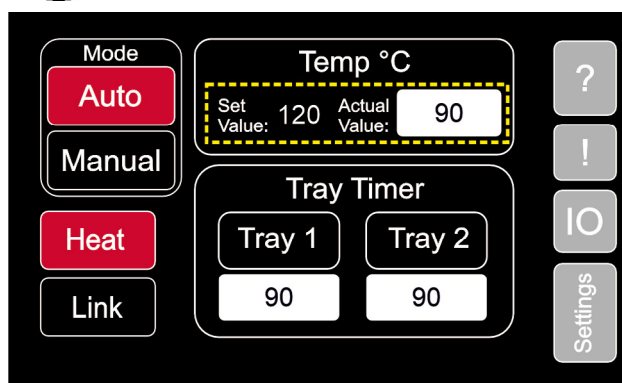 Mode
Auto
Manual
Heat
Link
Temp °C
Set Value: 120 Actual Value: 90
Tray Timer
Tray 1 Tray 2
90 90
?
!
IO
Settings